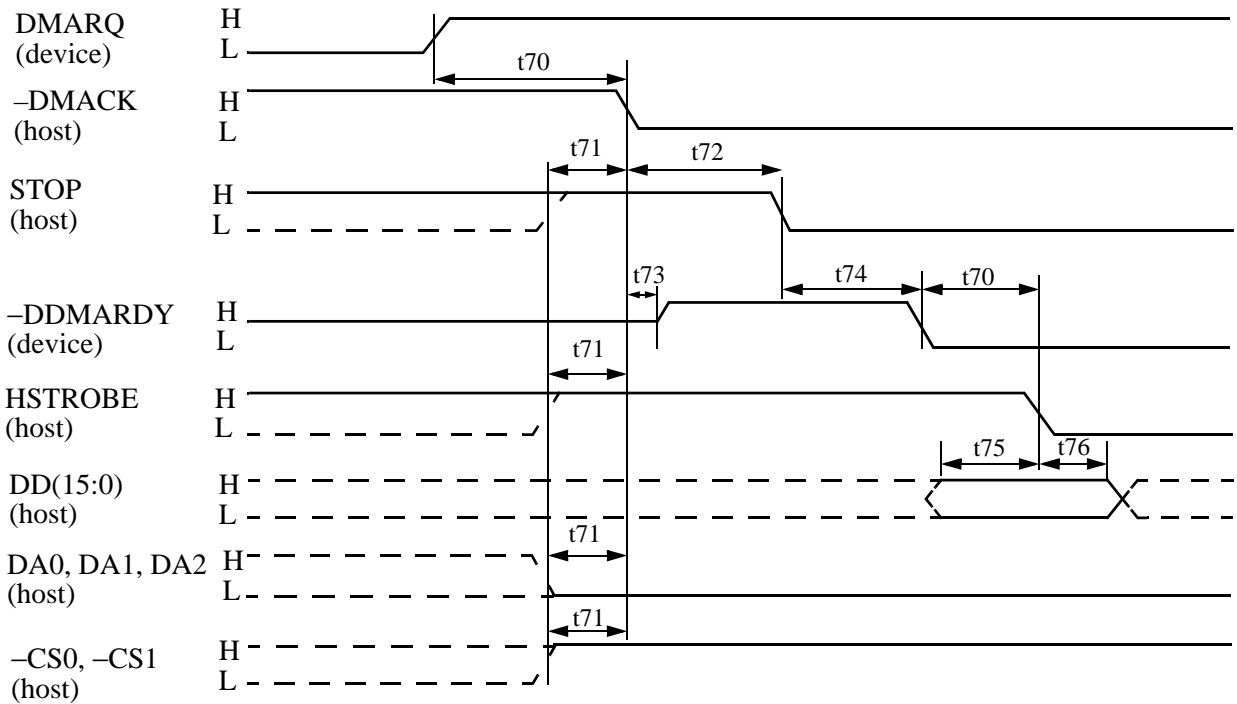 DMARQ H
(device) L
t70
–DMACK H
(host) L
t71 t72
STOP H
(host) L
t73 t74 t70
–DDMARDY H
(device) L
t71
HSTROBE H
(host) L
t75 t76
DD(15:0) H
(host) L
t71
DA0, DA1, DA2 H
(host) L
t71
–CS0, –CS1 H
(host) L